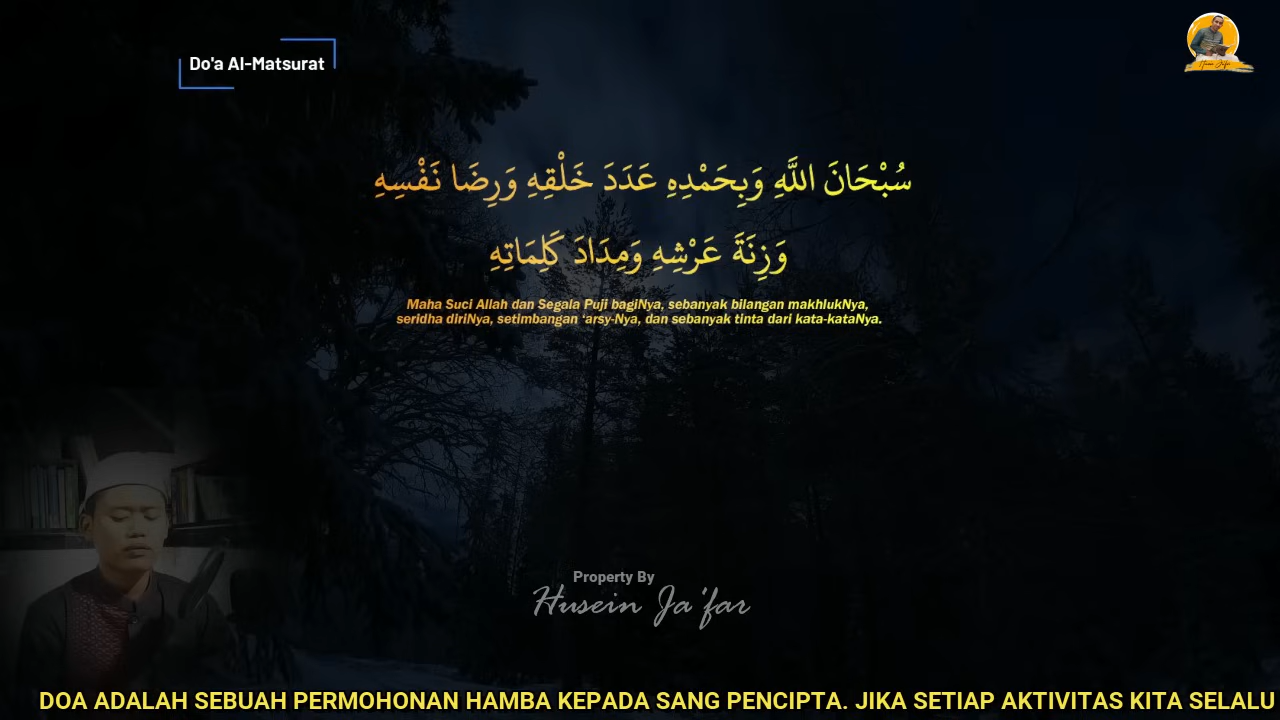 Do'a Al-Matsurat
سُبْحَانَ اللَّهِ وَبِحَمْدِهِ عَدَدَ خَلْقِهِ وَرِضَا نَفْسِهِ
وَزِنَةَ عَرْشِهِ وَمِدَادَ كَلِمَاتِهِ
Maha Suci Allah dan Segala Puji bagiNya, sebanyak bilangan makhlukNya,
seridha diriNya, setimbangan 'arsy-Nya, dan sebanyak tinta dari kata-kataNya.
Property By
Husein Ja'far
DOA ADALAH SEBUAH PERMOHONAN HAMBA KEPADA SANG PENCIPTA. JIKA SETIAP AKTIVITAS KITA SELALU